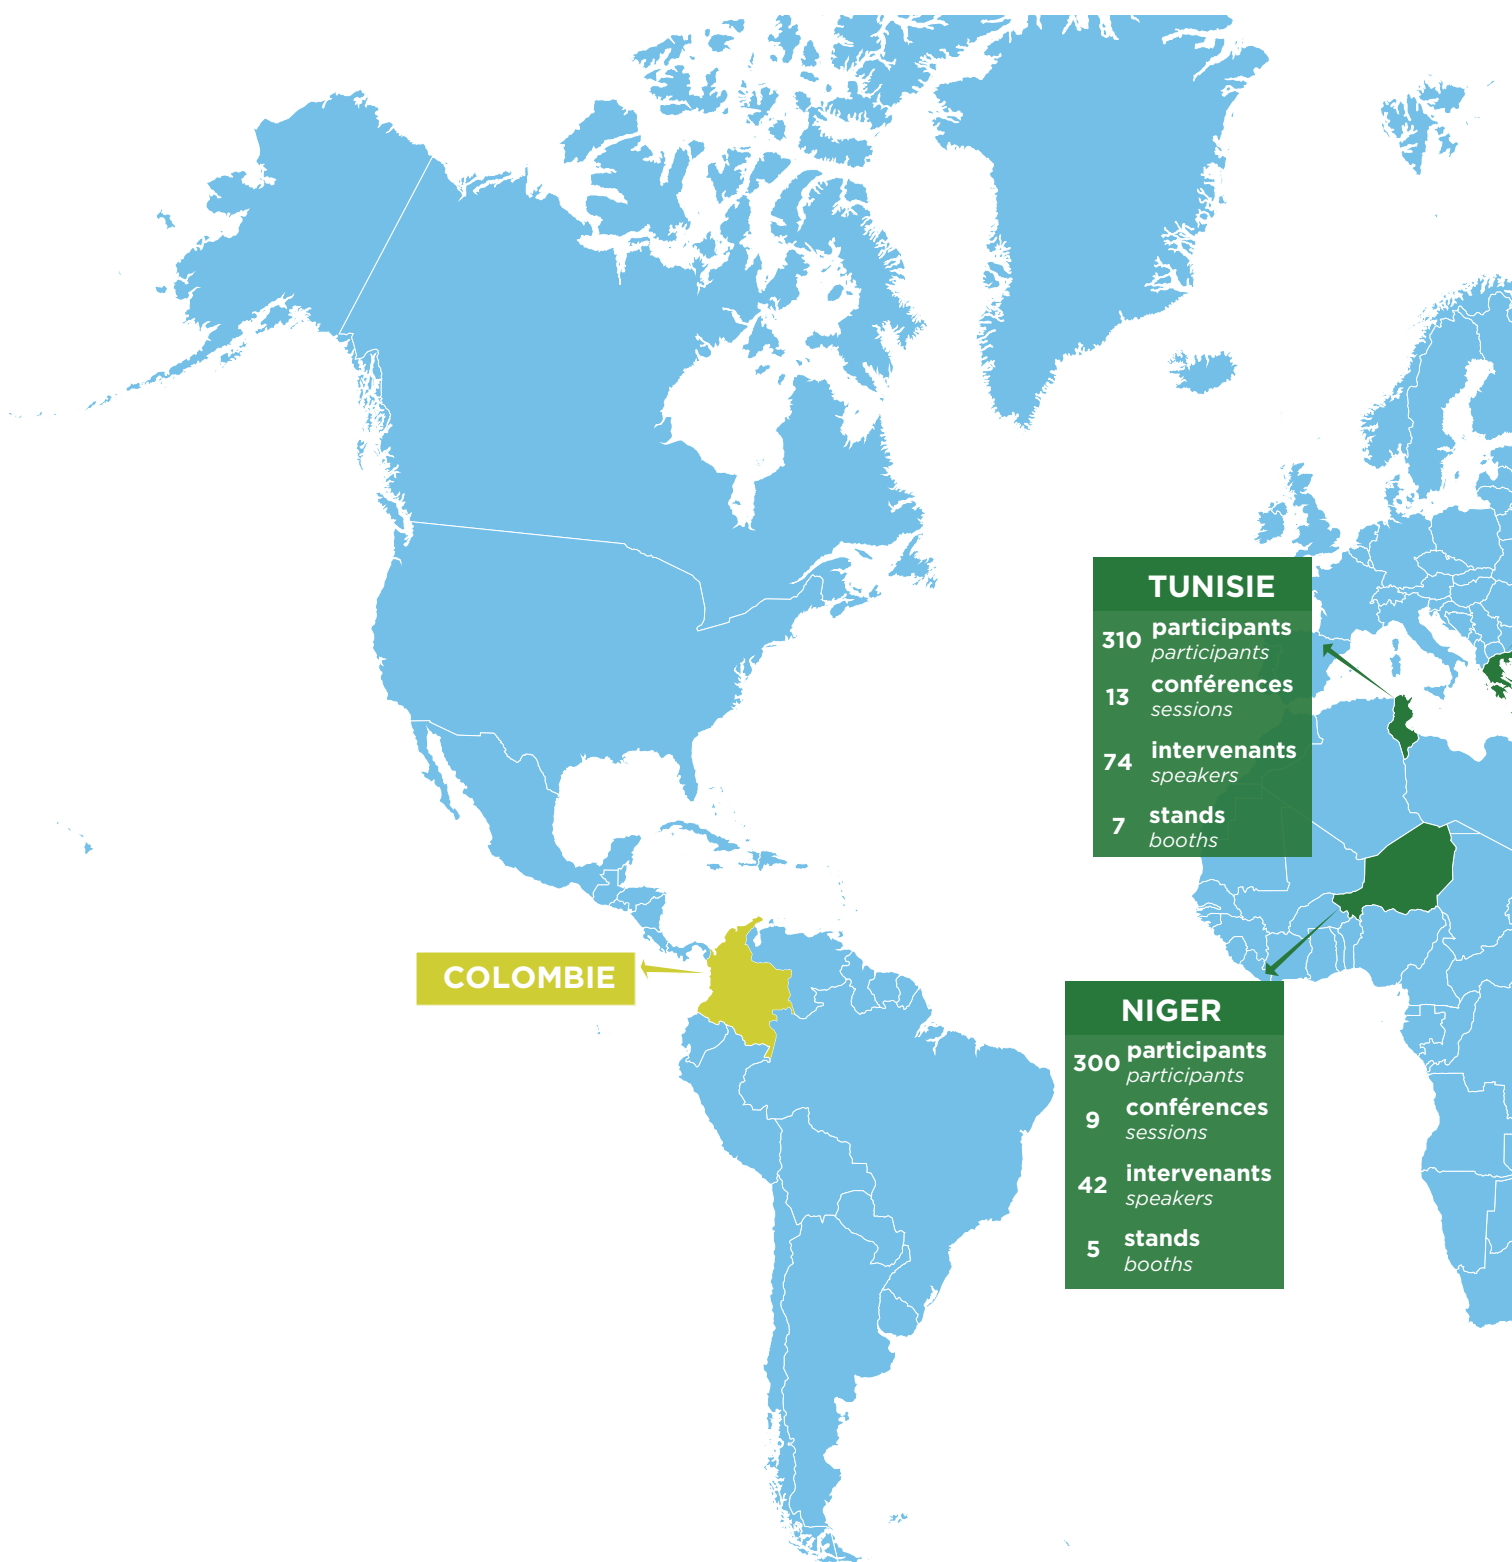 TUNISIE
310 participants
participants
13 conférences
sessions
74 intervenants
speakers
7 stands
booths
COLOMBIE
NIGER
300 participants
participants
9 conférences
sessions
42 intervenants
speakers
5 stands
booths